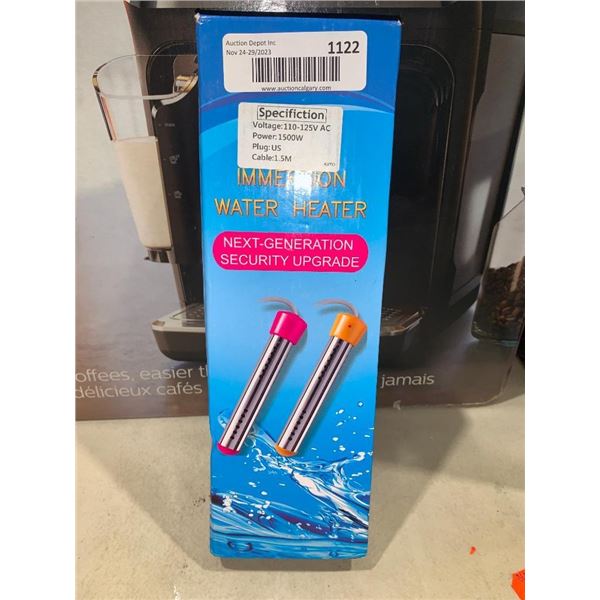 Auction Depot Inc
Nov 24-29/2023
1122
www.auctioncalgary.com
Specifiction
Voltage:110-125V AC
Power:1500W
Plug:US
Cable:1.5M
WATER HEATER
NEXT-GENERATION
SECURITY UPGRADE
offees, easier
délicieux cafés
jamais